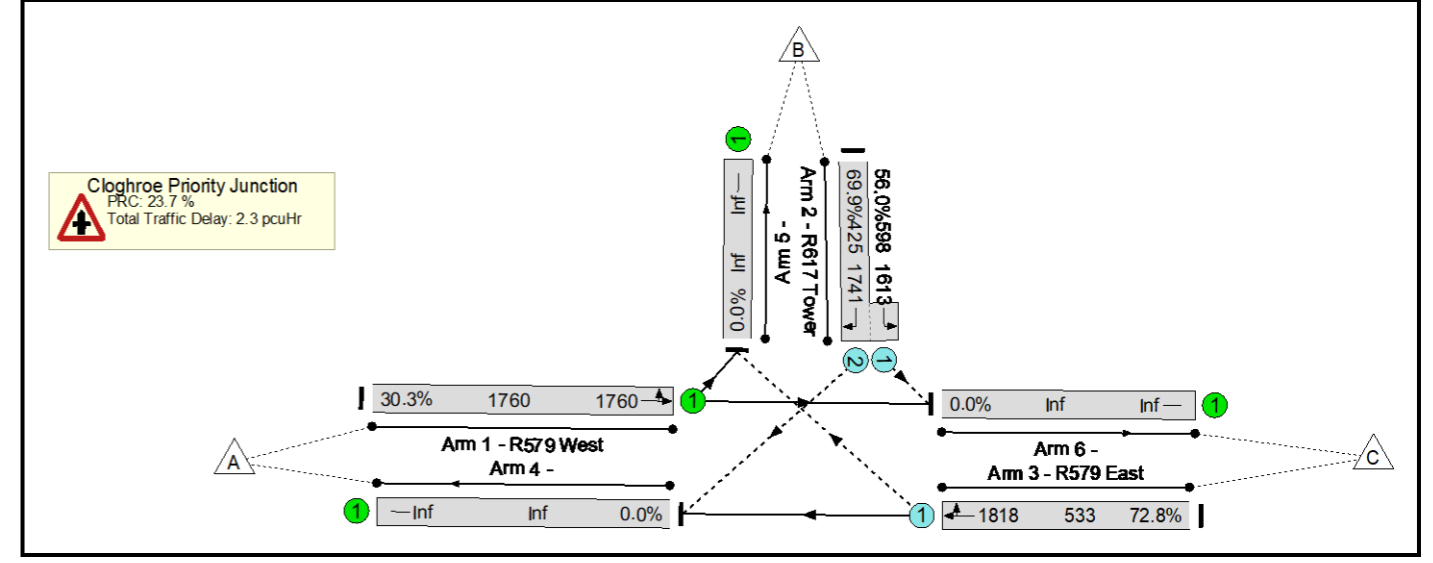 B
Cloghroe Priority Junction
PRC: 23.7 %
Total Traffic Delay: 2.3 pcuHr
1
0.0% Inf Inf
Arm 5 -
Arm 2 - R617 Tower
69.9% 425 1741
56.0% 598 1613
2 1
30.3% 1760 1760
1
0.0% Inf Inf
1
Arm 1 - R579 West
Arm 4 -
A
Arm 6 -
Arm 3 - R579 East
C
1
Inf Inf 0.0%
1
1818 533 72.8%